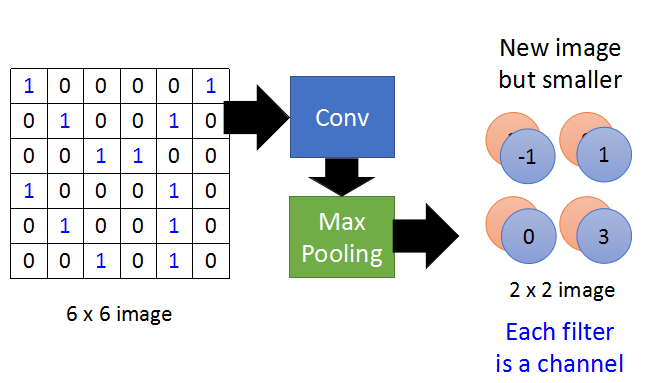 New image
but smaller
1 0 0 0 0 1
0 1 0 0 1 0
0 0 1 1 0 0
1 0 0 0 1 0
0 1 0 0 1 0
0 0 1 0 1 0
6 x 6 image
Conv
Max
Pooling
-1 1
0 3
2 x 2 image
Each filter
is a channel